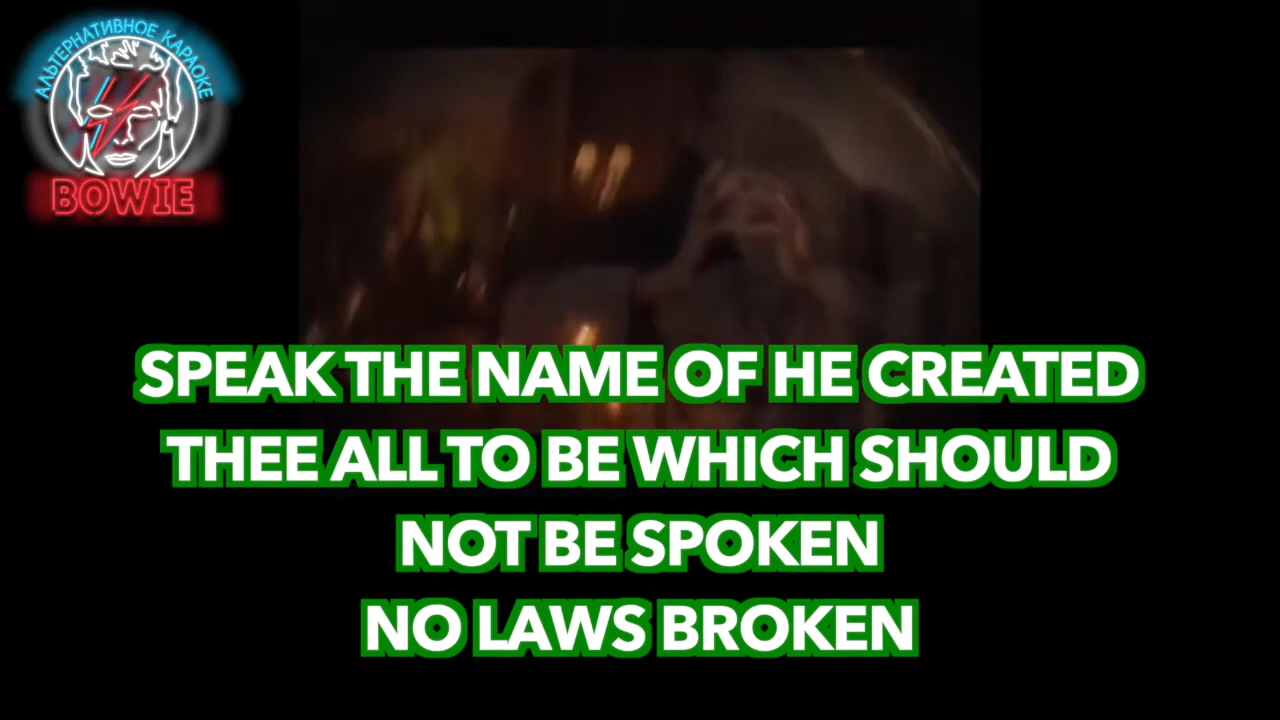 АЛЬТЕРНАТИВНОЕ КАРАОКЕ
BOWIE
SPEAK THE NAME OF HE CREATED
THEE ALL TO BE WHICH SHOULD
NOT BE SPOKEN
NO LAWS BROKEN